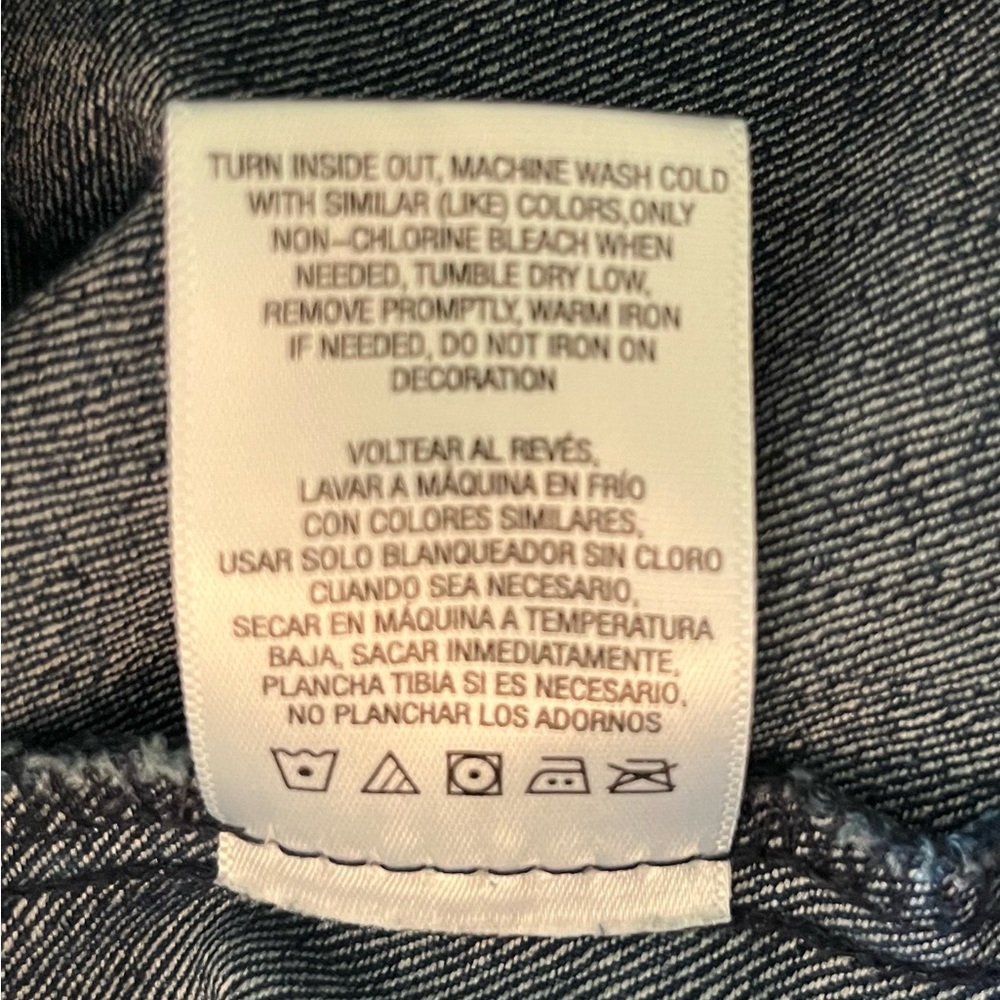 TURN INSIDE OUT, MACHINE WASH COLD
WITH SIMILAR (LIKE) COLORS,ONLY
NON-CHLORINE BLEACH WHEN
NEEDED, TUMBLE DRY LOW,
REMOVE PROMPTLY, WARM IRON
IF NEEDED, DO NOT IRON ON
DECORATION
VOLTEAR AL REVÉS,
LAVAR A MÁQUINA EN FRÍO
CON COLORES SIMILARES,
USAR SOLO BLANQUEADOR SIN CLORO
CUANDO SEA NECESARIO,
SECAR EN MÁQUINA A TEMPERATURA
BAJA, SACAR INMEDIATAMENTE,
PLANCHA TIBIA SI ES NECESARIO,
NO PLANCHAR LOS ADORNOS